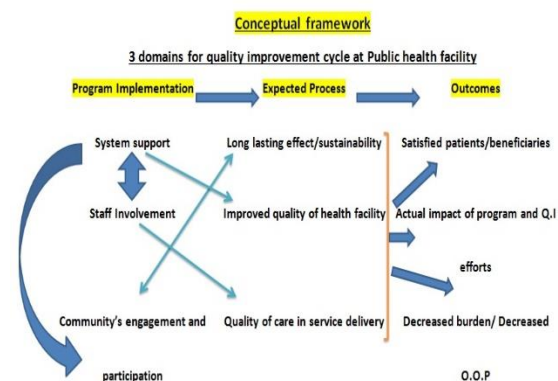 Conceptual framework
3 domains for quality improvement cycle at Public health facility
Program Implementation Expected Process Outcomes
System support Long lasting effect/sustainability Satisfied patients/beneficiaries
Staff Involvement Improved quality of health facility Actual impact of program and Q.I
efforts
Community's engagement and Quality of care in service delivery Decreased burden/ Decreased
participation O.O.P